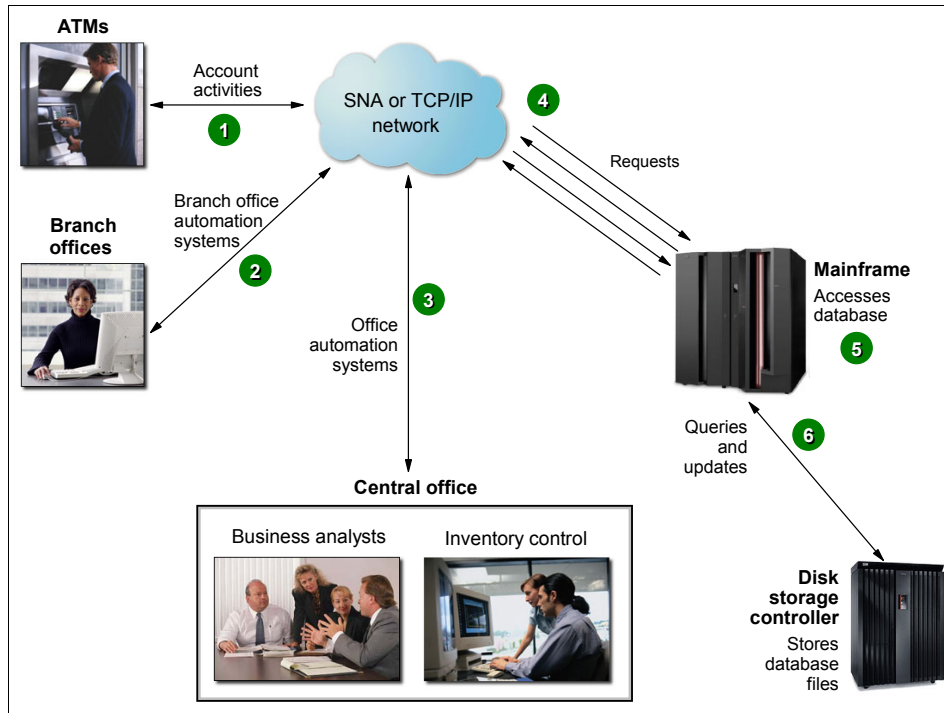 ATMs
Account
activities
1
SNA or TCP/IP
network
4
Requests
Branch office
automation
systems
2
Branch
offices
3
Office
automation
systems
Mainframe
Accesses
database
5
Queries
and
updates
6
Central office
Business analysts
Inventory control
Disk
storage
controller
Stores
database
files